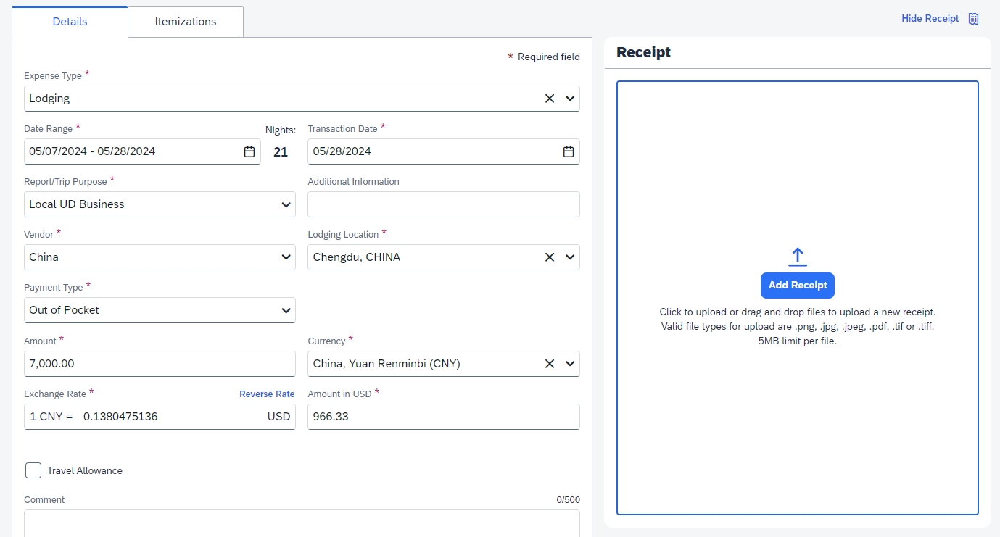 Details
Itemizations
Hide Receipt
* Required field
Expense Type *
Lodging
Date Range *
Nights:
Transaction Date *
05/07/2024 - 05/28/2024
21
05/28/2024
Report/Trip Purpose *
Additional Information
Local UD Business
Vendor *
Lodging Location *
China
Chengdu, CHINA
Payment Type *
Out of Pocket
Amount *
Currency *
7,000.00
China, Yuan Renminbi (CNY)
Exchange Rate *
Reverse Rate
Amount in USD *
1 CNY = 0.1380475136 USD
966.33
Travel Allowance
Comment
0/500
Receipt
Add Receipt
Click to upload or drag and drop files to upload a new receipt.
Valid file types for upload are .png, .jpg, .jpeg, .pdf, .tif or .tiff.
5MB limit per file.